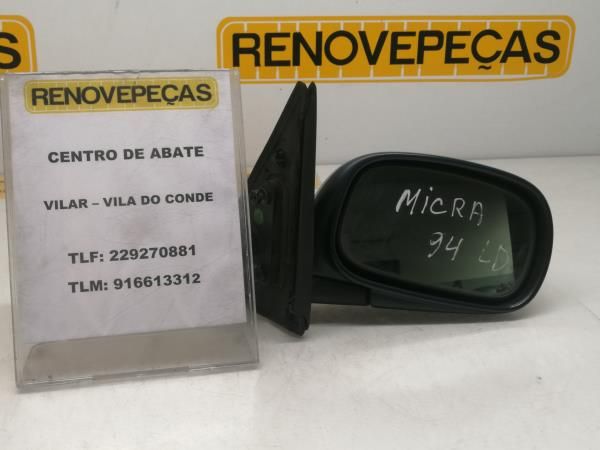 RENOVEPEÇAS
RENOVEPEÇAS
CENTRO DE ABATE
VILAR – VILA DO CONDE
TLF: 229270881
TLM: 916613312
MICRA
94 LD